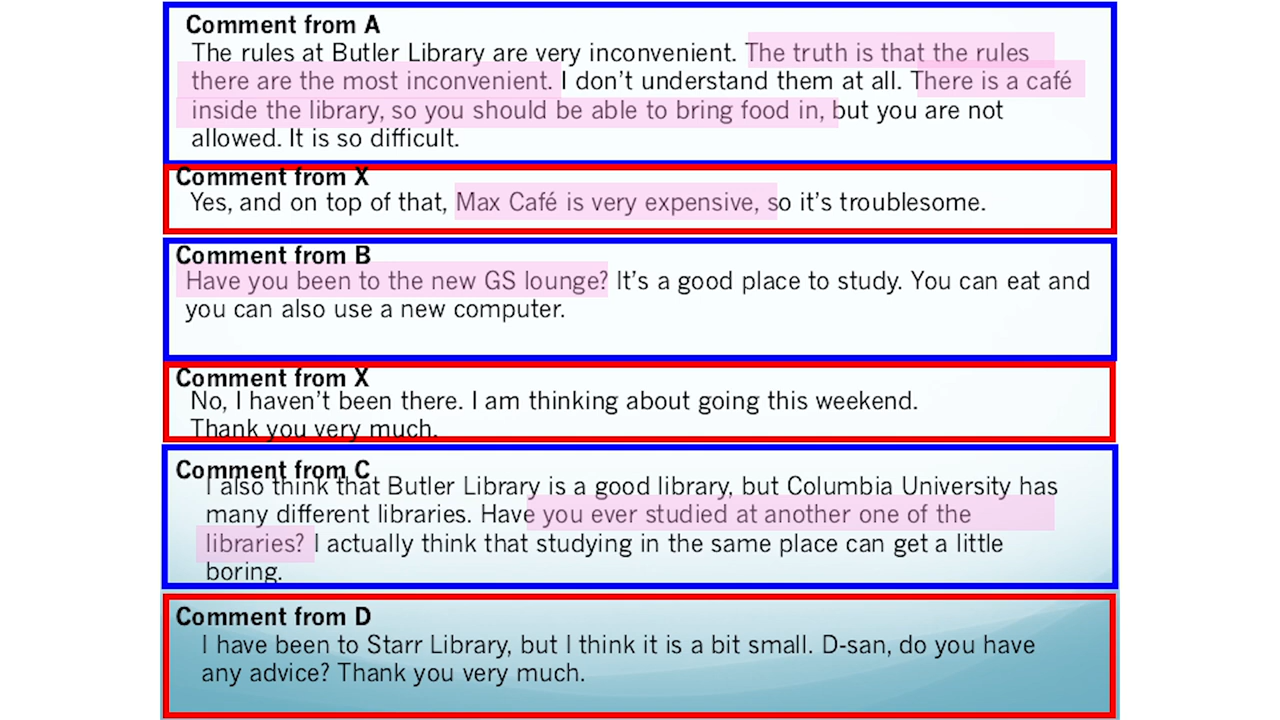 Comment from A
The rules at Butler Library are very inconvenient. The truth is that the rules
there are the most inconvenient. I don’t understand them at all. There is a café
inside the library, so you should be able to bring food in, but you are not
allowed. It is so difficult.
Comment from X
Yes, and on top of that, Max Café is very expensive, so it’s troublesome.
Comment from B
Have you been to the new GS lounge? It’s a good place to study. You can eat and
you can also use a new computer.
Comment from X
No, I haven’t been there. I am thinking about going this weekend.
Thank you very much.
Comment from C
I also think that Butler Library is a good library, but Columbia University has
many different libraries. Have you ever studied at another one of the
libraries? I actually think that studying in the same place can get a little
boring.
Comment from D
I have been to Starr Library, but I think it is a bit small. D-san, do you have
any advice? Thank you very much.